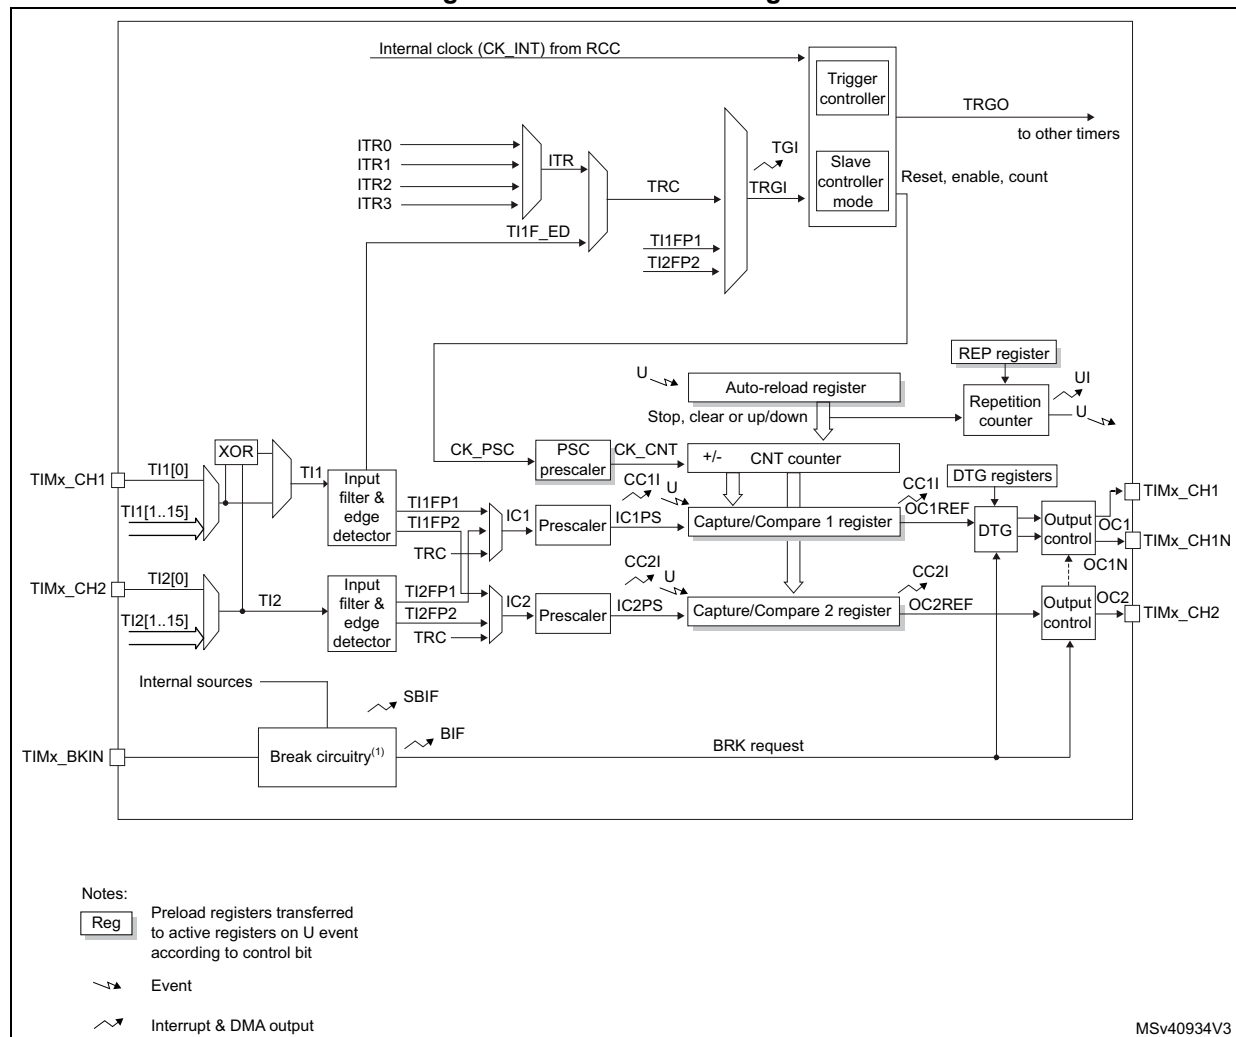 Internal clock (CK_INT) from RCC
Trigger
controller
TRGO
to other timers
ITR0
ITR1
ITR2
ITR3
ITR
TRC
TGI
TRGI
Slave
controller
mode
Reset, enable, count
TI1F_ED
TI1FP1
TI2FP2
REP register
U
Auto-reload register
Stop, clear or up/down
Repetition
counter
UI
U
XOR
CK_PSC
PSC
prescaler
CK_CNT
+/-
CNT counter
DTG registers
TIMx_CH1
TI1[0]
TI1[1..15]
TI1
Input
filter &
edge
detector
TI1FP1
TI1FP2
TRC
IC1
Prescaler
IC1PS
CC1I
U
Capture/Compare 1 register
CC1I
OC1REF
DTG
Output
control
OC1
TIMx_CH1
TIMx_CH1N
OC1N
TIMx_CH2
TI2[0]
TI2[1..15]
TI2
Input
filter &
edge
detector
TI2FP1
TI2FP2
TRC
IC2
Prescaler
IC2PS
CC2I
U
Capture/Compare 2 register
CC2I
OC2REF
Output
control
OC2
TIMx_CH2
Internal sources
SBIF
TIMx_BKIN
Break circuitry(1)
BIF
BRK request
Notes:
Reg
Preload registers transferred
to active registers on U event
according to control bit
Event
Interrupt & DMA output
MSv40934V3